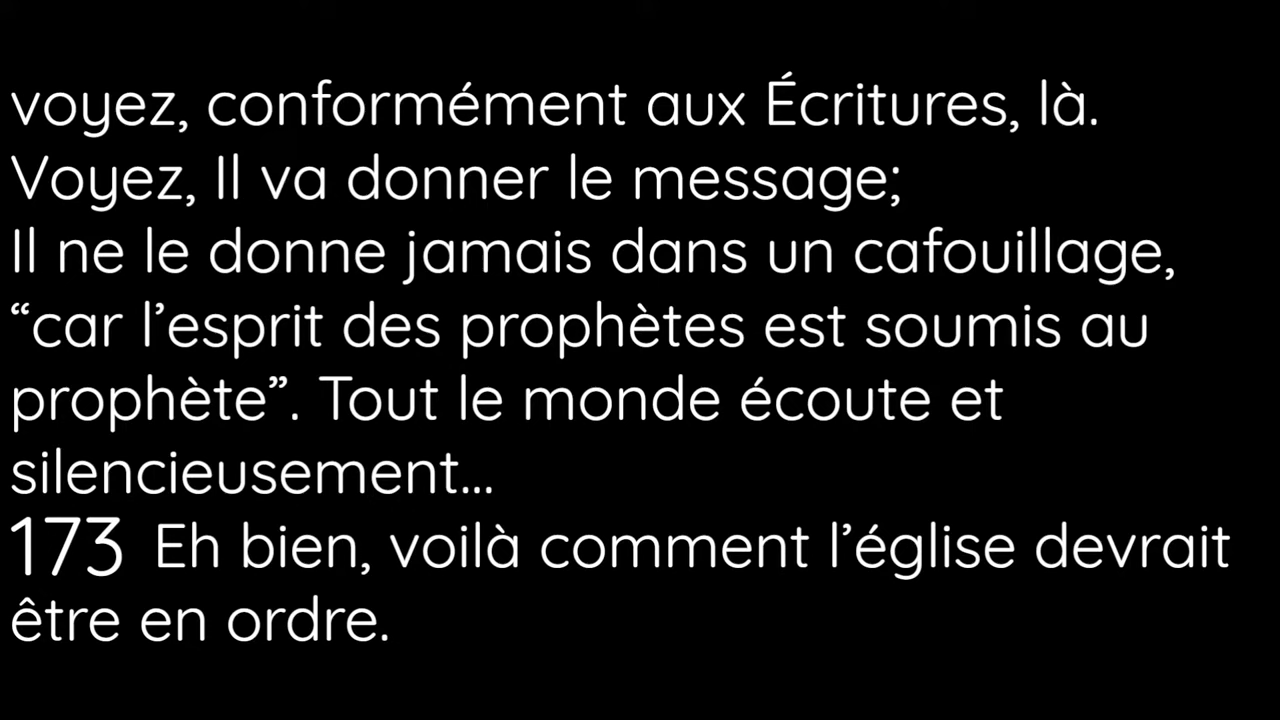 voyez, conformément aux Écritures, là.
Voyez, Il va donner le message;
Il ne le donne jamais dans un cafouillage,
“car l’esprit des prophètes est soumis au
prophète”. Tout le monde écoute et
silencieusement...
173 Eh bien, voilà comment l’église devrait
être en ordre.